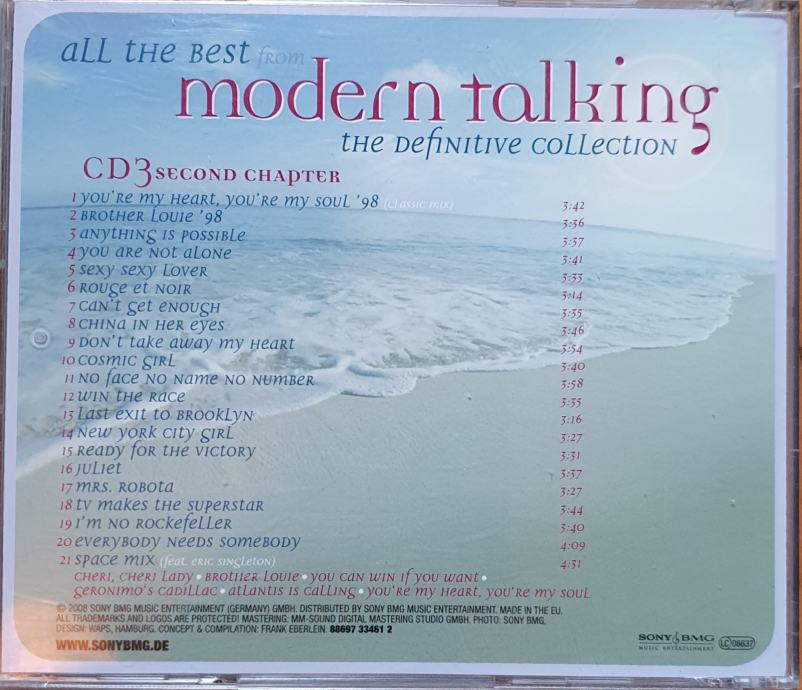 all the best from
modern talking
the definitive collection
CD3 second chapter
1 you're my heart, you're my soul '98 (classic mix) 3:42
2 brother louie '98 3:36
3 anything is possible 3:37
4 you are not alone 3:41
5 sexy sexy lover 3:33
6 rouge et noir 3:14
7 can't get enough 3:35
8 china in her eyes 3:46
9 don't take away my heart 3:54
10 cosmic girl 3:40
11 no face no name no number 3:58
12 win the race 3:35
13 last exit to brooklyn 3:16
14 new york city girl 3:27
15 ready for the victory 3:31
16 juliet 3:37
17 mrs. robota 3:27
18 tv makes the superstar 3:44
19 i'm no rockefeller 3:40
20 everybody needs somebody 4:09
21 space mix (feat. eric singleton) 4:31
cheri, cheri lady • brother louie • you can win if you want •
geronimo's cadillac • atlantis is calling • you're my heart, you're my soul
© 2008 SONY BMG MUSIC ENTERTAINMENT (GERMANY) GMBH. DISTRIBUTED BY SONY BMG MUSIC ENTERTAINMENT. MADE IN THE EU.
ALL TRADEMARKS AND LOGOS ARE PROTECTED! MASTERING: MM-SOUND DIGITAL MASTERING STUDIO GMBH. PHOTO: SONY BMG.
DESIGN: WAPS, HAMBURG. CONCEPT & COMPILATION: FRANK EBERLEIN. 88697 33461 2
WWW.SONYBMG.DE
SONY BMG
MUSIC ENTERTAINMENT
LC 08637